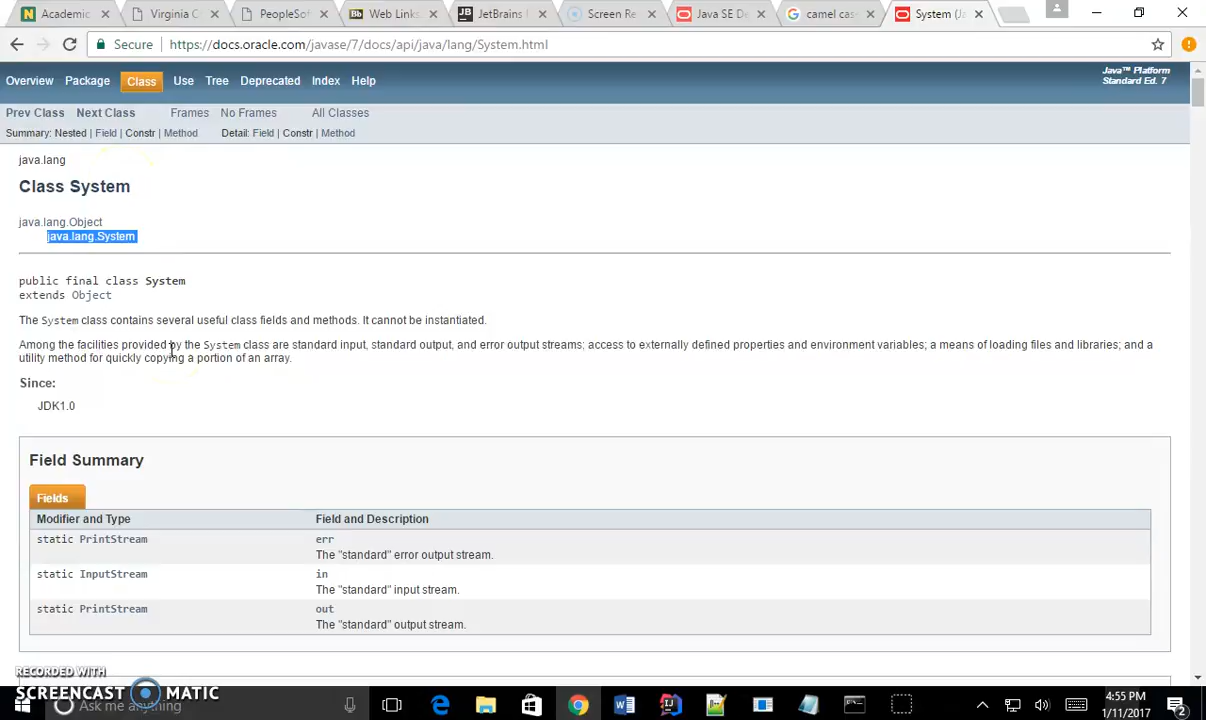 Academic
Virginia C
PeopleSof
Bb Web Links
JetBrains
Screen Re
Java SE De
camel cas
System (Ja
Secure https://docs.oracle.com/javase/7/docs/api/java/lang/System.html
Overview Package Class Use Tree Deprecated Index Help
Java™ Platform
Standard Ed. 7
Prev Class Next Class Frames No Frames All Classes
Summary: Nested | Field | Constr | Method Detail: Field | Constr | Method
java.lang
Class System
java.lang.Object
java.lang.System
public final class System
extends Object
The System class contains several useful class fields and methods. It cannot be instantiated.
Among the facilities provided by the System class are standard input, standard output, and error output streams; access to externally defined properties and environment variables; a means of loading files and libraries; and a
utility method for quickly copying a portion of an array.
Since:
JDK1.0
Field Summary
Fields
Modifier and Type Field and Description
static PrintStream err
The "standard" error output stream.
static InputStream in
The "standard" input stream.
static PrintStream out
The "standard" output stream.
RECORDED WITH
SCREENCAST MATIC
Ask me anything
4:55 PM
1/11/2017
2